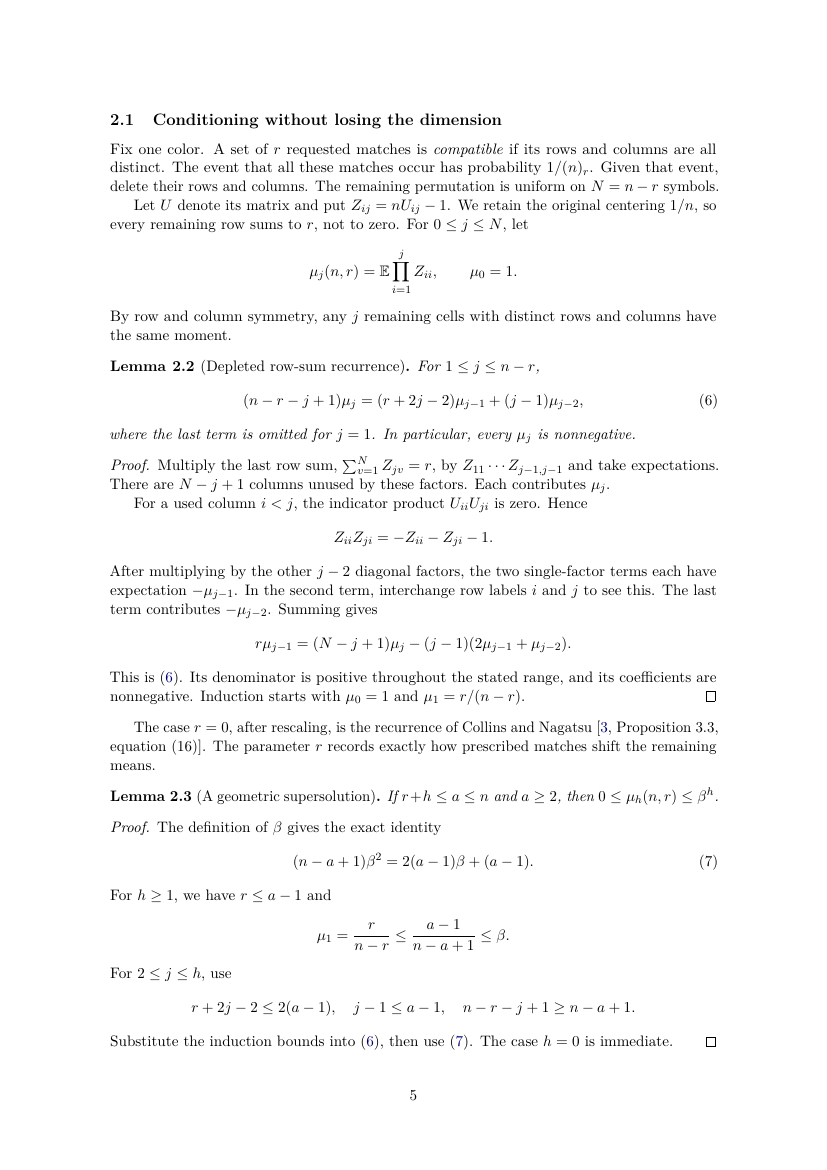 2.1 Conditioning without losing the dimension
Fix one color. A set of r requested matches is compatible if its rows and columns are all
distinct. The event that all these matches occur has probability 1/(n)_r. Given that event,
delete their rows and columns. The remaining permutation is uniform on N = n − r symbols.
Let U denote its matrix and put Z_{ij} = nU_{ij} − 1. We retain the original centering 1/n, so
every remaining row sums to r, not to zero. For 0 ≤ j ≤ N, let
μ_j(n, r) = 𝔼 ∏_{i=1}^{j} Z_{ii}, μ_0 = 1.
By row and column symmetry, any j remaining cells with distinct rows and columns have
the same moment.
Lemma 2.2 (Depleted row-sum recurrence). For 1 ≤ j ≤ n − r,
(n − r − j + 1)μ_j = (r + 2j − 2)μ_{j−1} + (j − 1)μ_{j−2}, (6)
where the last term is omitted for j = 1. In particular, every μ_j is nonnegative.
Proof. Multiply the last row sum, ∑_{v=1}^{N} Z_{jv} = r, by Z_{11} ··· Z_{j−1,j−1} and take expectations.
There are N − j + 1 columns unused by these factors. Each contributes μ_j.
For a used column i < j, the indicator product U_{ii}U_{ji} is zero. Hence
Z_{ii}Z_{ji} = −Z_{ii} − Z_{ji} − 1.
After multiplying by the other j − 2 diagonal factors, the two single-factor terms each have
expectation −μ_{j−1}. In the second term, interchange row labels i and j to see this. The last
term contributes −μ_{j−2}. Summing gives
rμ_{j−1} = (N − j + 1)μ_j − (j − 1)(2μ_{j−1} + μ_{j−2}).
This is (6). Its denominator is positive throughout the stated range, and its coefficients are
nonnegative. Induction starts with μ_0 = 1 and μ_1 = r/(n − r). □
The case r = 0, after rescaling, is the recurrence of Collins and Nagatsu [3, Proposition 3.3,
equation (16)]. The parameter r records exactly how prescribed matches shift the remaining
means.
Lemma 2.3 (A geometric supersolution). If r+h ≤ a ≤ n and a ≥ 2, then 0 ≤ μ_h(n, r) ≤ β^h.
Proof. The definition of β gives the exact identity
(n − a + 1)β^2 = 2(a − 1)β + (a − 1). (7)
For h ≥ 1, we have r ≤ a − 1 and
μ_1 = r/(n − r) ≤ (a − 1)/(n − a + 1) ≤ β.
For 2 ≤ j ≤ h, use
r + 2j − 2 ≤ 2(a − 1), j − 1 ≤ a − 1, n − r − j + 1 ≥ n − a + 1.
Substitute the induction bounds into (6), then use (7). The case h = 0 is immediate. □
5